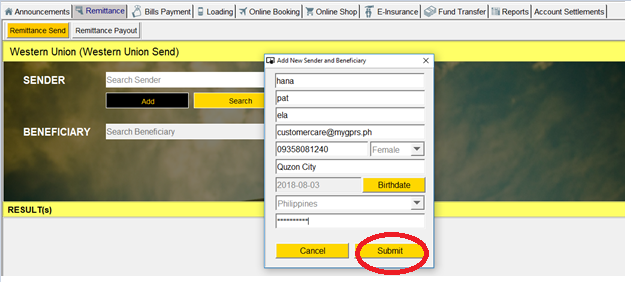 Announcements Remittance Bills Payment Loading Online Booking Online Shop E-Insurance Fund Transfer Reports Account Settlements
Remittance Send Remittance Payout
Western Union (Western Union Send)
SENDER Search Sender
Add Search
BENEFICIARY Search Beneficiary
RESULT(s)
Add New Sender and Beneficiary
hana
pat
ela
customercare@mygprs.ph
09358081240 Female
Quzon City
2018-08-03 Birthdate
Philippines
**********
Cancel Submit